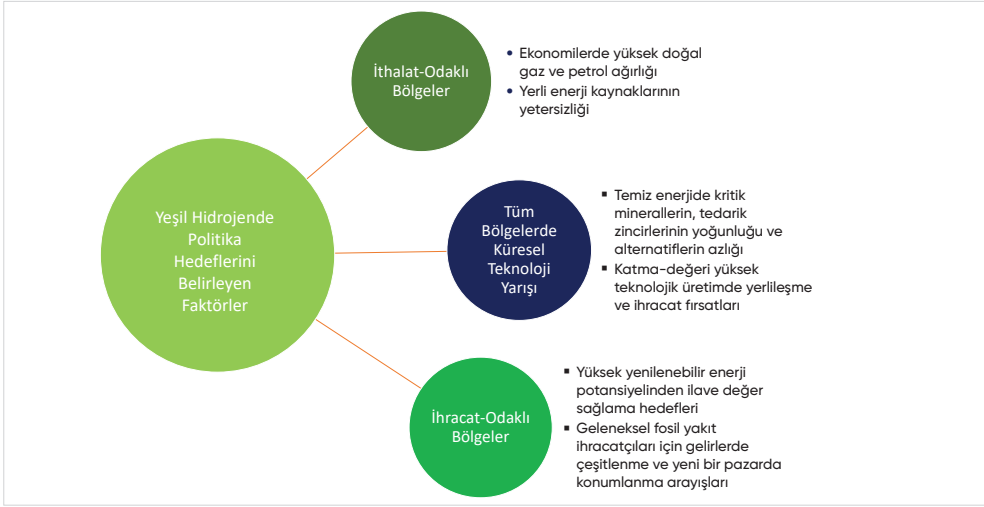 İthalat-Odaklı
Bölgeler
• Ekonomilerde yüksek doğal
gaz ve petrol ağırlığı
• Yerli enerji kaynaklarının
yetersizliği
Yeşil Hidrojende
Politika
Hedeflerini
Belirleyen
Faktörler
Tüm
Bölgelerde
Küresel
Teknoloji
Yarışı
▪ Temiz enerjide kritik
minerallerin, tedarik
zincirlerinin yoğunluğu ve
alternatiflerin azlığı
▪ Katma-değeri yüksek
teknolojik üretimde yerlileşme
ve ihracat fırsatları
İhracat-Odaklı
Bölgeler
▪ Yüksek yenilenebilir enerji
potansiyelinden ilave değer
sağlama hedefleri
▪ Geleneksel fosil yakıt
ihracatçıları için gelirlerde
çeşitlenme ve yeni bir pazarda
konumlanma arayışları